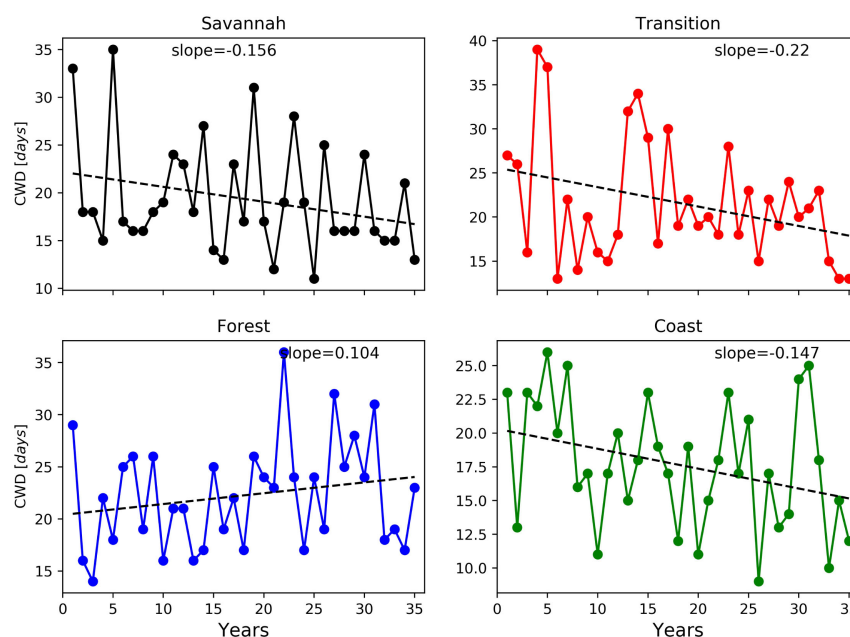 Savannah
slope=-0.156
CWD [days]
35
30
25
20
15
10
Transition
slope=-0.22
40
35
30
25
20
15
Forest
slope=0.104
CWD [days]
35
30
25
20
15
0 5 10 15 20 25 30 35
Years
Coast
slope=-0.147
25.0
22.5
20.0
17.5
15.0
12.5
10.0
0 5 10 15 20 25 30 35
Years